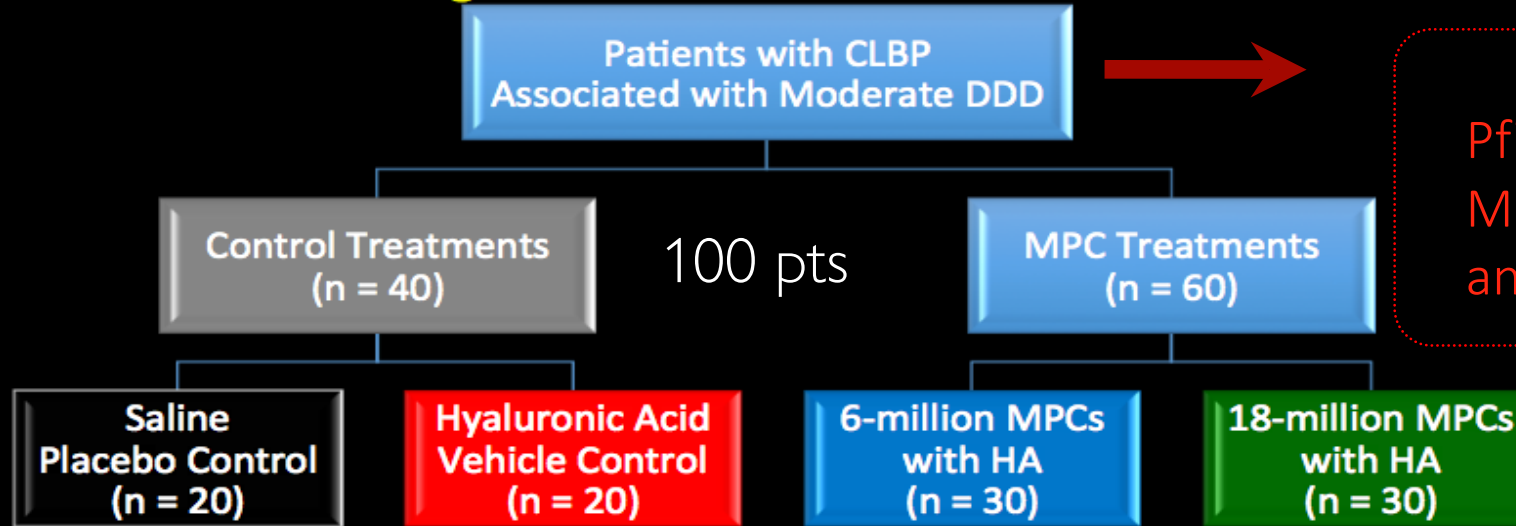 Patients with CLBP
Associated with Moderate DDD
Control Treatments
(n = 40)
100 pts
MPC Treatments
(n = 60)
Saline
Placebo Control
(n = 20)
Hyaluronic Acid
Vehicle Control
(n = 20)
6-million MPCs
with HA
(n = 30)
18-million MPCs
with HA
(n = 30)